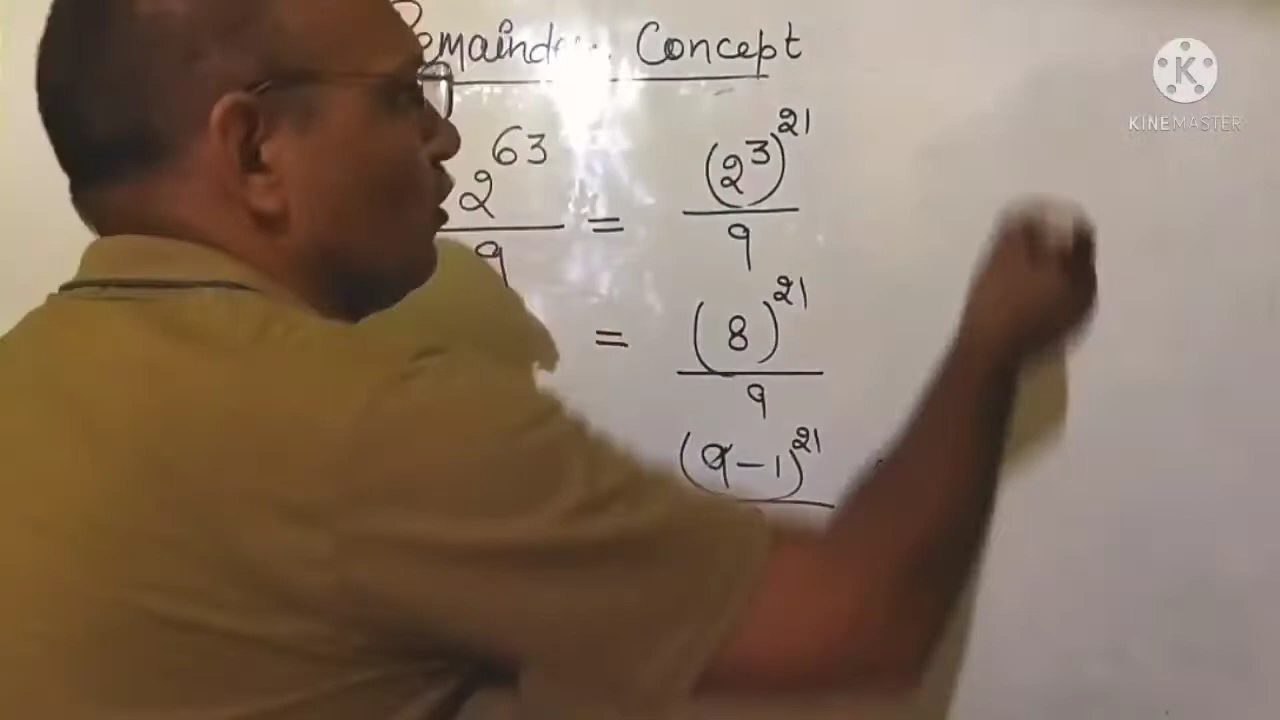 Remainder Concept
2^63 / 9 = (2^3)^21 / 9
= (8)^21 / 9
(9-1)^21
K
KINEMASTER